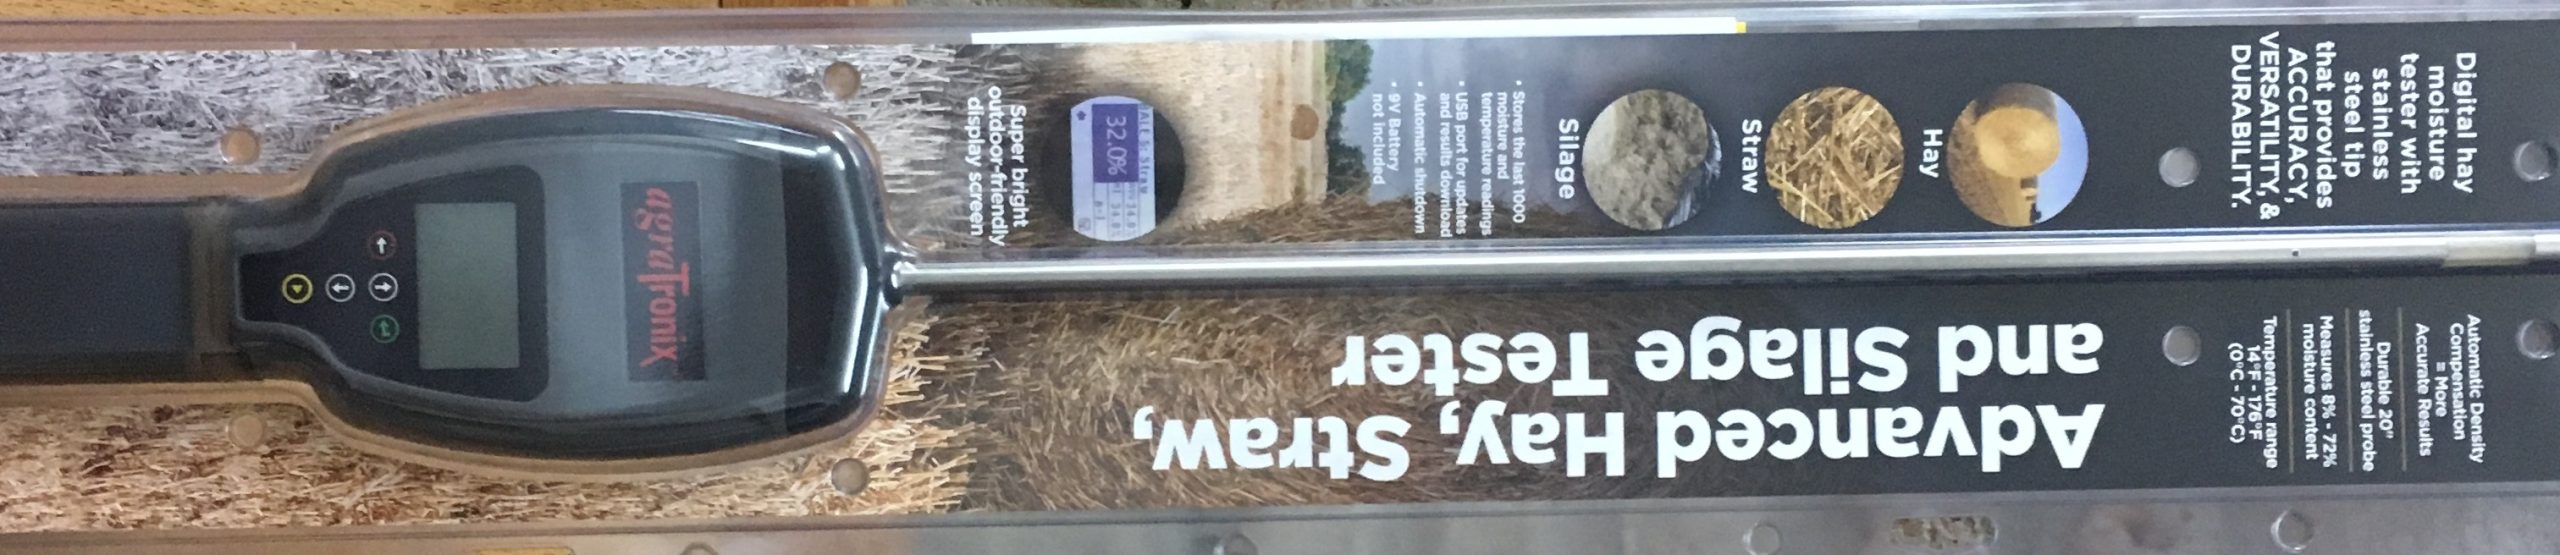 Digital hay
moisture
tester with
stainless
steel tip
that provides
ACCURACY,
VERSATILITY, &
DURABILITY.
Hay
Straw
Silage
• Stores the last 1000
moisture and
temperature readings
• USB port for updates
and results download
• Automatic shutdown
• 9V Battery
not included
32.0%
Super bright
outdoor-friendly
display screen
Automatic Density
Compensation
= More
Accurate Results
Durable 20"
stainless steel probe
Measures 8% - 72%
moisture content
Temperature range
14°F - 176°F
(0°C - 70°C)
Advanced Hay, Straw,
and Silage Tester
agraTronix